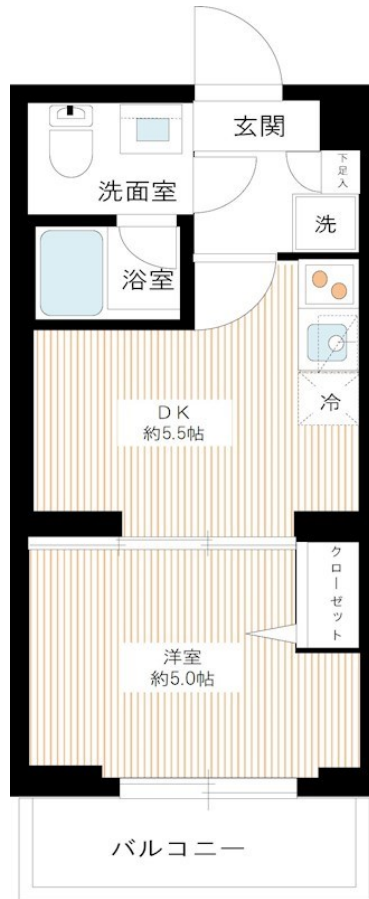 玄関
下足入
洗面室
洗
浴室
冷
DK
約5.5帖
クローゼット
洋室
約5.0帖
バルコニー